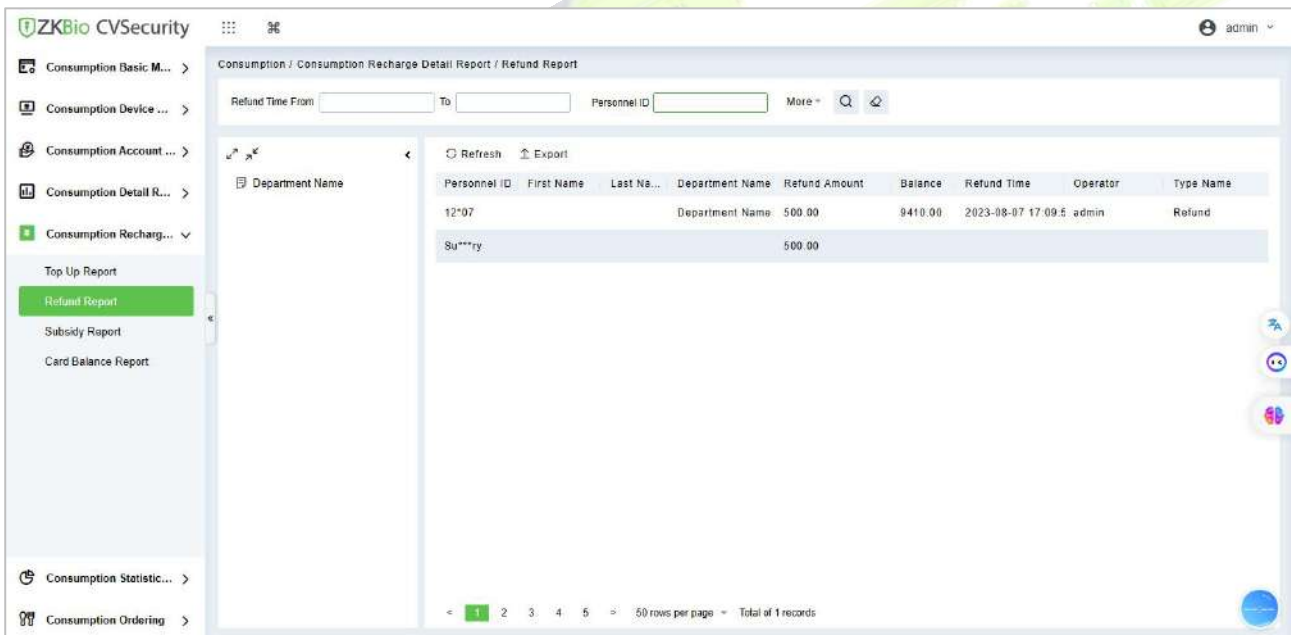 ZKBio CVSecurity
admin
Consumption Basic M...
Consumption Device ...
Consumption Account ...
Consumption Detail R...
Consumption Recharg...
Top Up Report
Refund Report
Subsidy Report
Card Balance Report
Consumption Statistic...
Consumption Ordering
Consumption / Consumption Recharge Detail Report / Refund Report
Refund Time From To Personnel ID More
Department Name
Refresh Export
Personnel ID First Name Last Na... Department Name Refund Amount Balance Refund Time Operator Type Name
12*07 Department Name 500.00 9410.00 2023-08-07 17:09:5 admin Refund
Su***ry 500.00
< 1 2 3 4 5 > 50 rows per page Total of 1 records